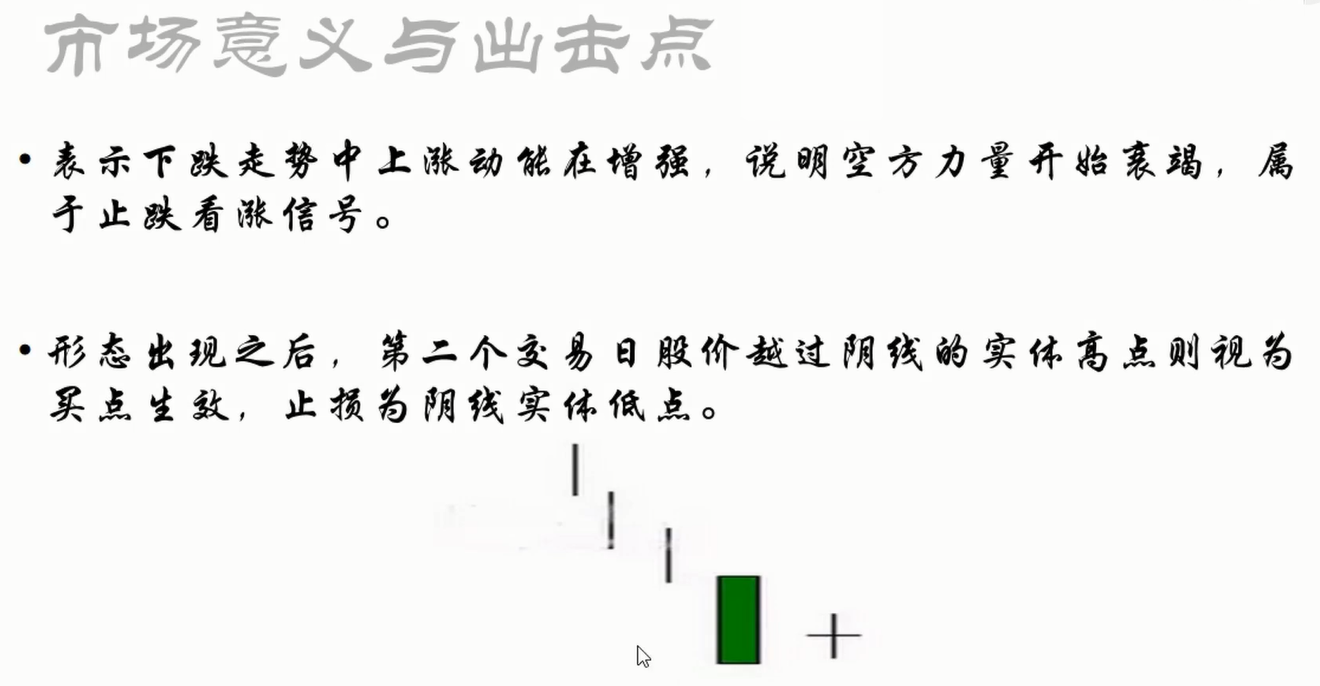 市场意义与出击点
• 表示下跌走势中上涨动能在增强，说明空方力量开始衰竭，属
于止跌看涨信号。
• 形态出现之后，第二个交易日股价越过阴线的实体高点则视为
买点生效，止损为阴线实体低点。